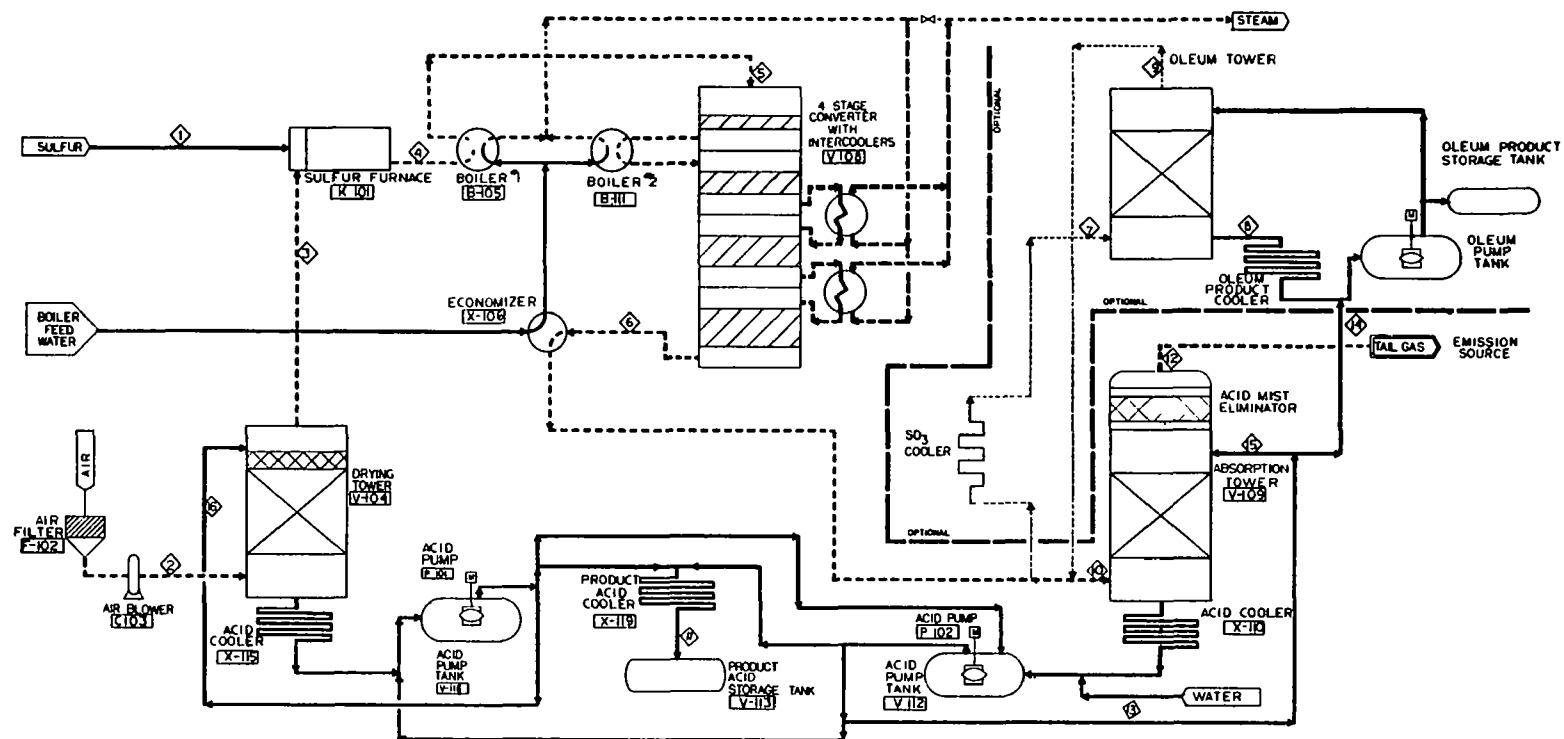 STEAM
5
9
OLEUM TOWER
OPTIONAL
4 STAGE
CONVERTER
WITH
INTERCOOLERS
V-108
1
SULFUR
4
SULFUR FURNACE
K 101
BOILER #1
B-105
BOILER #2
B-111
OLEUM PRODUCT
STORAGE TANK
M
OLEUM
PUMP
TANK
7
8
OLEUM
PRODUCT
COOLER
3
ECONOMIZER
X-106
BOILER
FEED
WATER
6
OPTIONAL
14
12
TAIL GAS
EMISSION
SOURCE
ACID MIST
ELIMINATOR
AIR
SO3
COOLER
15
ABSORPTION
TOWER
V-109
DRYING
TOWER
V-104
16
AIR
FILTER
F-102
OPTIONAL
2
10
AIR BLOWER
C103
ACID
PUMP
P 101
M
PRODUCT
ACID
COOLER
X-119
ACID
COOLER
X-115
ACID PUMP
P 102
M
ACID COOLER
X-110
11
ACID
PUMP
TANK
PRODUCT
ACID
STORAGE TANK
V-113
ACID
PUMP
TANK
V 112
WATER
13